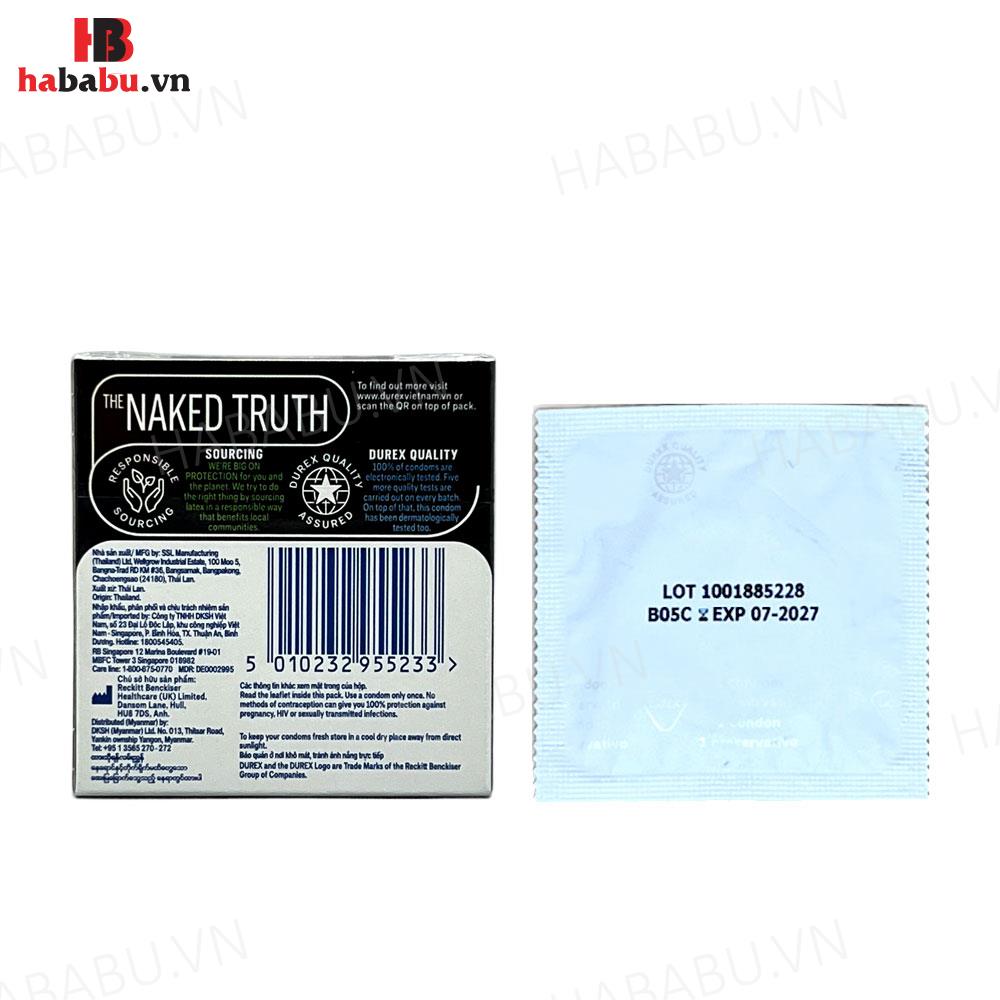 HB
hababu.vn
HABABU.VN
HABABU.VN
THE NAKED TRUTH
To find out more visit
www.durexvietnam.vn or
scan the QR on top of pack.
RESPONSIBLE
SOURCING
SOURCING
WE'RE BIG ON
PROTECTION for you and
the planet. We try to do
the right thing by sourcing
latex in a responsible way
that benefits local
communities.
DUREX QUALITY
ASSURED
DUREX QUALITY
100% of condoms are
electronically tested. Five
more quality tests are
carried out on every batch.
On top of that, this condom
has been dermatologically
tested too.
Nhà sản xuất/ MFG by: SSL Manufacturing
(Thailand) Ltd, Wellgrow Industrial Estate, 100 Moo 5,
Bangna-Trad RD KM #36, Bangsamak, Bangpakong,
Chachoengsao (24180), Thái Lan.
Xuất xứ: Thái Lan.
Origin: Thailand.
Nhập khẩu, phân phối và chịu trách nhiệm sản
phẩm/Imported by: Công ty TNHH DKSH Việt
Nam, số 23 Đại Lộ Độc Lập, khu công nghiệp Việt
Nam - Singapore, P. Bình Hòa, TX. Thuận An, Bình
Dương. Hotline: 1800545405.
RB Singapore 12 Marina Boulevard #19-01
MBFC Tower 3 Singapore 018982
Care line: 1-800-875-0770 MDR: DE0002995
Chủ sở hữu sản phẩm:
Reckitt Benckiser
Healthcare (UK) Limited.
Dansom Lane, Hull,
HU8 7DS, Anh.
Distributed (Myanmar) by:
DKSH (Myanmar) Ltd. No. 013, Thitsar Road,
Yankin ownship Yangon, Myanmar.
Tel: +95 1 3565 270 - 272
5 010232 955233 >
Các thông tin khác xem mặt trong của hộp.
Read the leaflet inside this pack. Use a condom only once. No
methods of contraception can give you 100% protection against
pregnancy, HIV or sexually transmitted infections.
To keep your condoms fresh store in a cool dry place away from direct
sunlight.
Bảo quản ở nơi khô mát, tránh ánh nắng trực tiếp
DUREX and the DUREX Logo are Trade Marks of the Reckitt Benckiser
Group of Companies.
DUREX QUALITY
ASSURED
LOT 1001885228
B05C EXP 07-2027
HABABU.VN
HABABU.VN
HABABU.VN
HABABU.VN